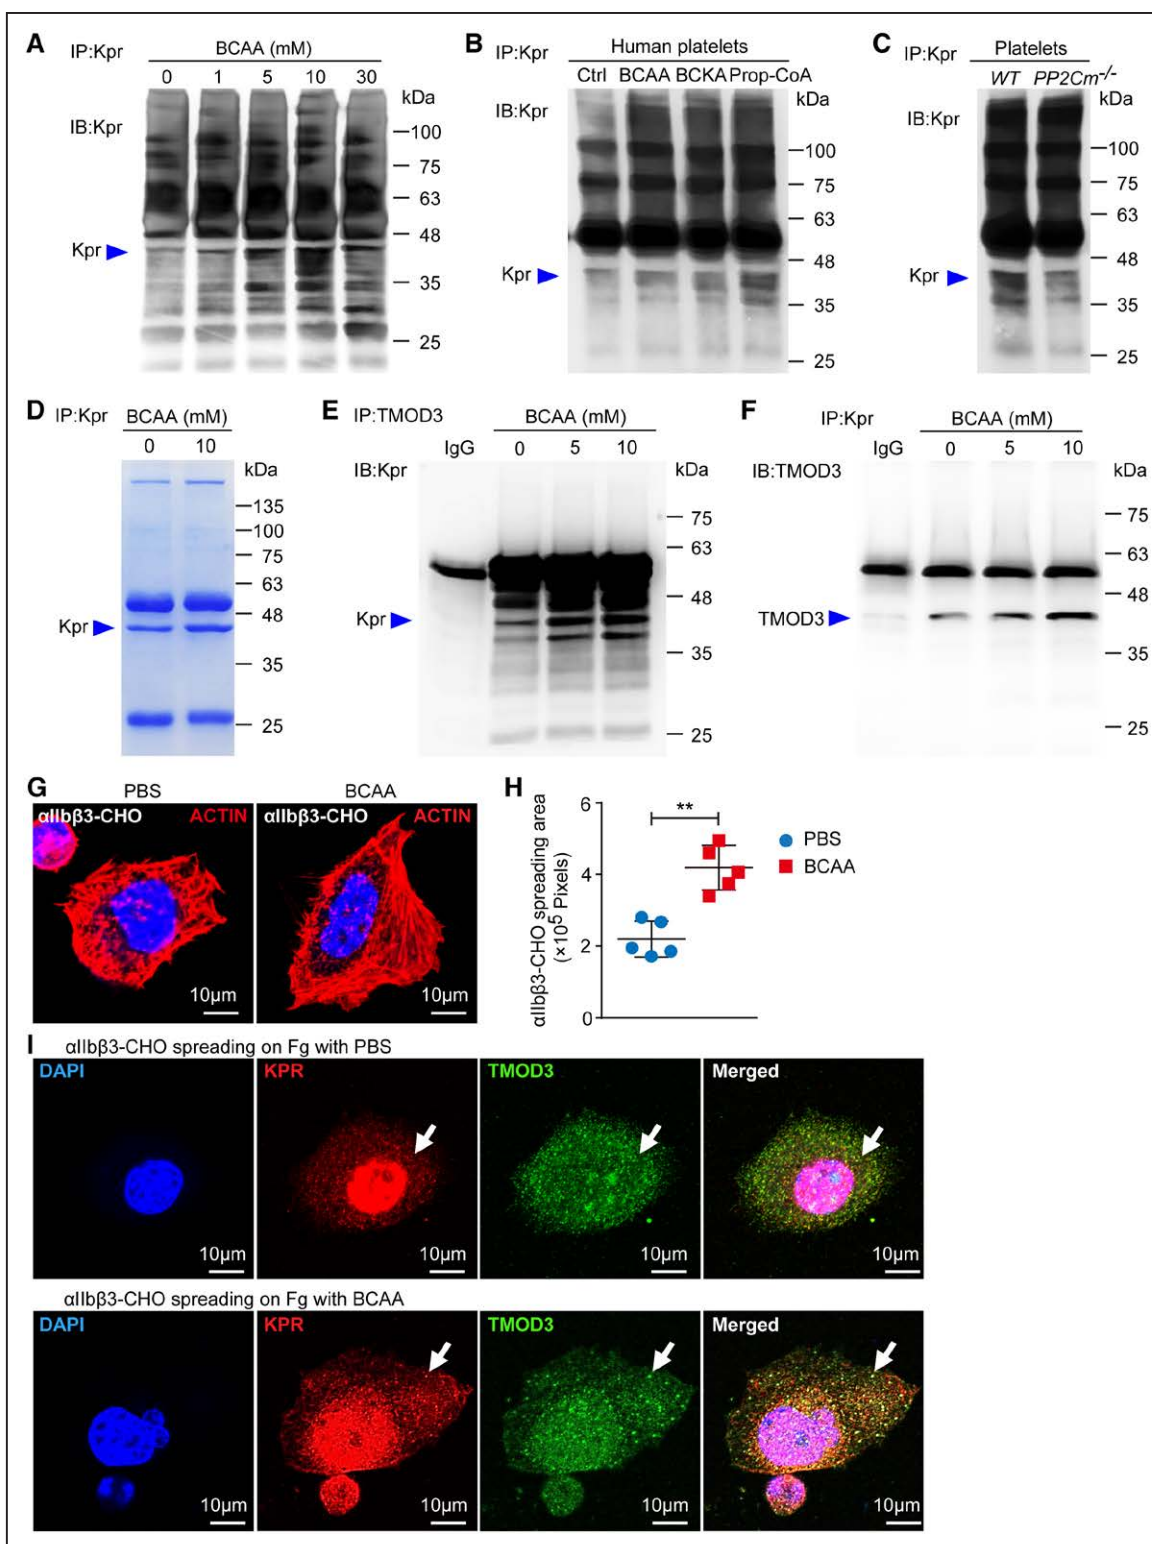 A
IP:Kpr
BCAA (mM)
0 1 5 10 30
kDa
IB:Kpr
100
75
63
48
Kpr
35
25
B
IP:Kpr
Human platelets
Ctrl BCAA BCKA Prop-CoA
kDa
IB:Kpr
100
75
63
48
Kpr
35
25
C
IP:Kpr
Platelets
WT PP2Cm-/-
kDa
IB:Kpr
100
75
63
48
Kpr
35
25
D
IP:Kpr
BCAA (mM)
0 10
kDa
135
100
75
63
48
Kpr
35
25
E
IP:TMOD3
BCAA (mM)
IgG 0 5 10
IB:Kpr
kDa
75
63
48
Kpr
35
25
F
IP:Kpr
BCAA (mM)
IgG 0 5 10
IB:TMOD3
kDa
75
63
48
TMOD3
35
25
G
PBS
BCAA
αIIbβ3-CHO ACTIN
αIIbβ3-CHO ACTIN
10μm
10μm
H
αIIbβ3-CHO spreading area
(×10⁵ Pixels)
6
4
2
0
**
PBS
BCAA
I
αIIbβ3-CHO spreading on Fg with PBS
DAPI
KPR
TMOD3
Merged
10μm
10μm
10μm
10μm
αIIbβ3-CHO spreading on Fg with BCAA
DAPI
KPR
TMOD3
Merged
10μm
10μm
10μm
10μm